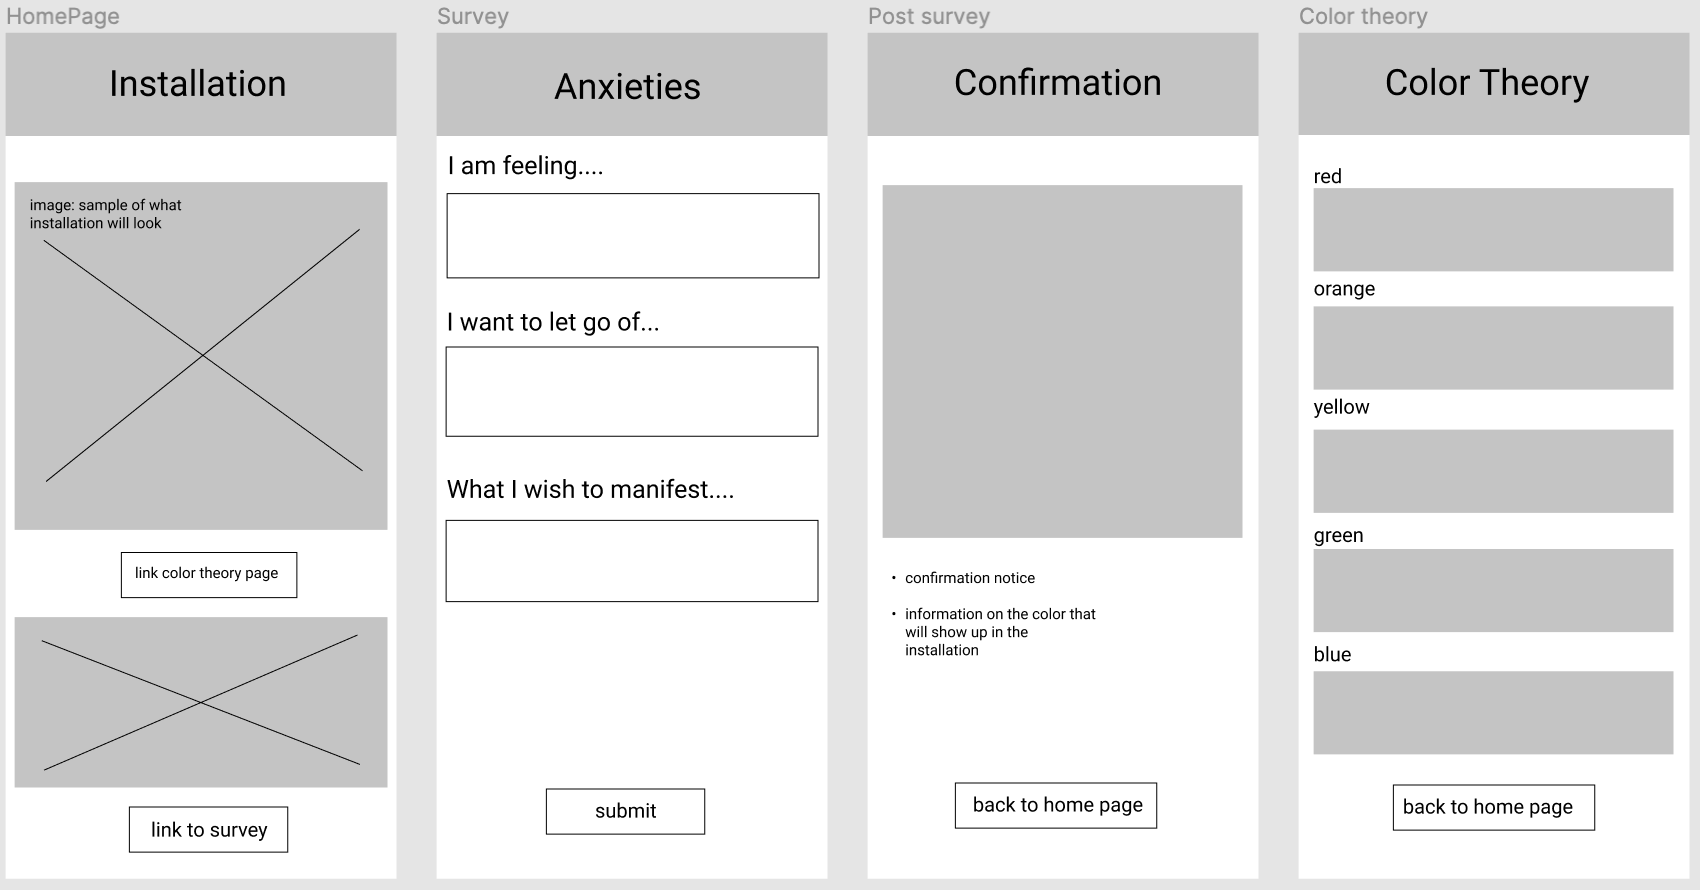 HomePage
Installation
image: sample of what
installation will look
link color theory page
link to survey
Survey
Anxieties
I am feeling....
I want to let go of...
What I wish to manifest....
submit
Post survey
Confirmation
• confirmation notice
• information on the color that
will show up in the
installation
back to home page
Color theory
Color Theory
red
orange
yellow
green
blue
back to home page